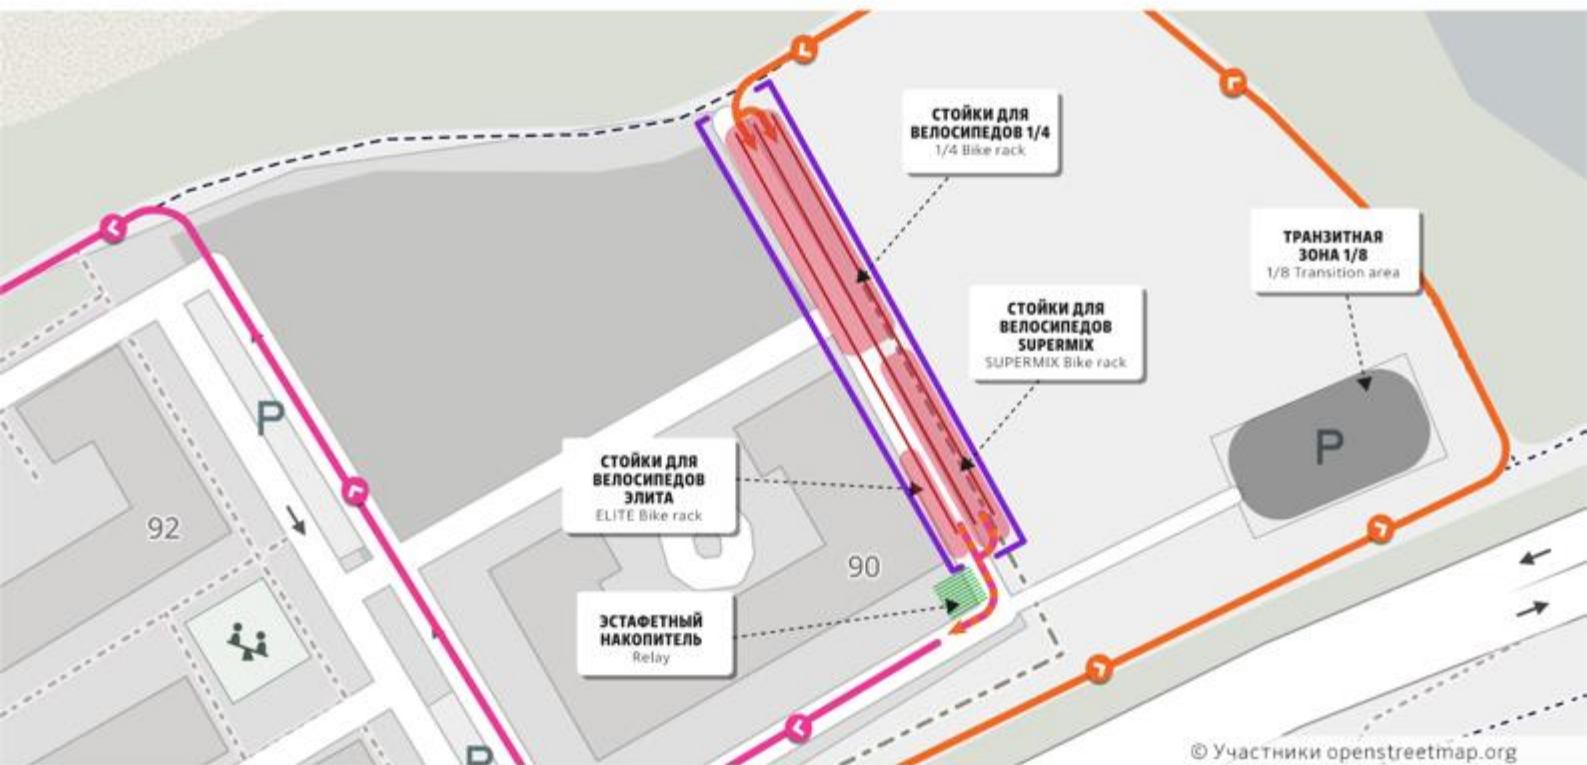 СТОЙКИ ДЛЯ
ВЕЛОСИПЕДОВ 1/4
1/4 Bike rack
ТРАНЗИТНАЯ
ЗОНА 1/8
1/8 Transition area
СТОЙКИ ДЛЯ
ВЕЛОСИПЕДОВ
SUPERMIX
SUPERMIX Bike rack
P
P
СТОЙКИ ДЛЯ
ВЕЛОСИПЕДОВ
ЭЛИТА
ELITE Bike rack
92
90
ЭСТАФЕТНЫЙ
НАКОПИТЕЛЬ
Relay
P
© Участники openstreetmap.org